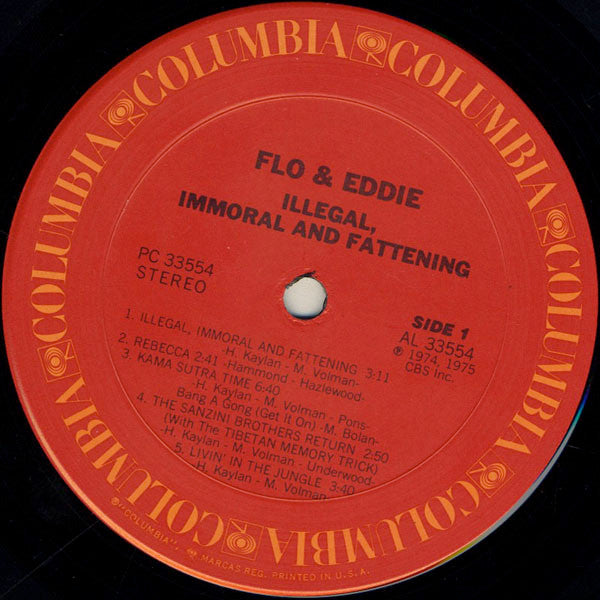 COLUMBIA COLUMBIA COLUMBIA COLUMBIA COLUMBIA COLUMBIA COLUMBIA COLUMBIA
FLO & EDDIE
ILLEGAL,
IMMORAL AND FATTENING
PC 33554
STEREO
SIDE 1
AL 33554
℗ 1974, 1975
CBS Inc.
1. ILLEGAL, IMMORAL AND FATTENING 3:11
-H. Kaylan - M. Volman-
2. REBECCA 2:41 -Hammond - Hazlewood-
3. KAMA SUTRA TIME 6:40
-H. Kaylan - M. Volman - Pons-
Bang A Gong (Get It On) -M. Bolan-
4. THE SANZINI BROTHERS RETURN 2:50
(With The TIBETAN MEMORY TRICK)
-H. Kaylan - M. Volman - Underwood-
5. LIVIN' IN THE JUNGLE 3:40
-H. Kaylan - M. Volman-
®"COLUMBIA", ®, MARCAS REG. PRINTED IN U.S.A.